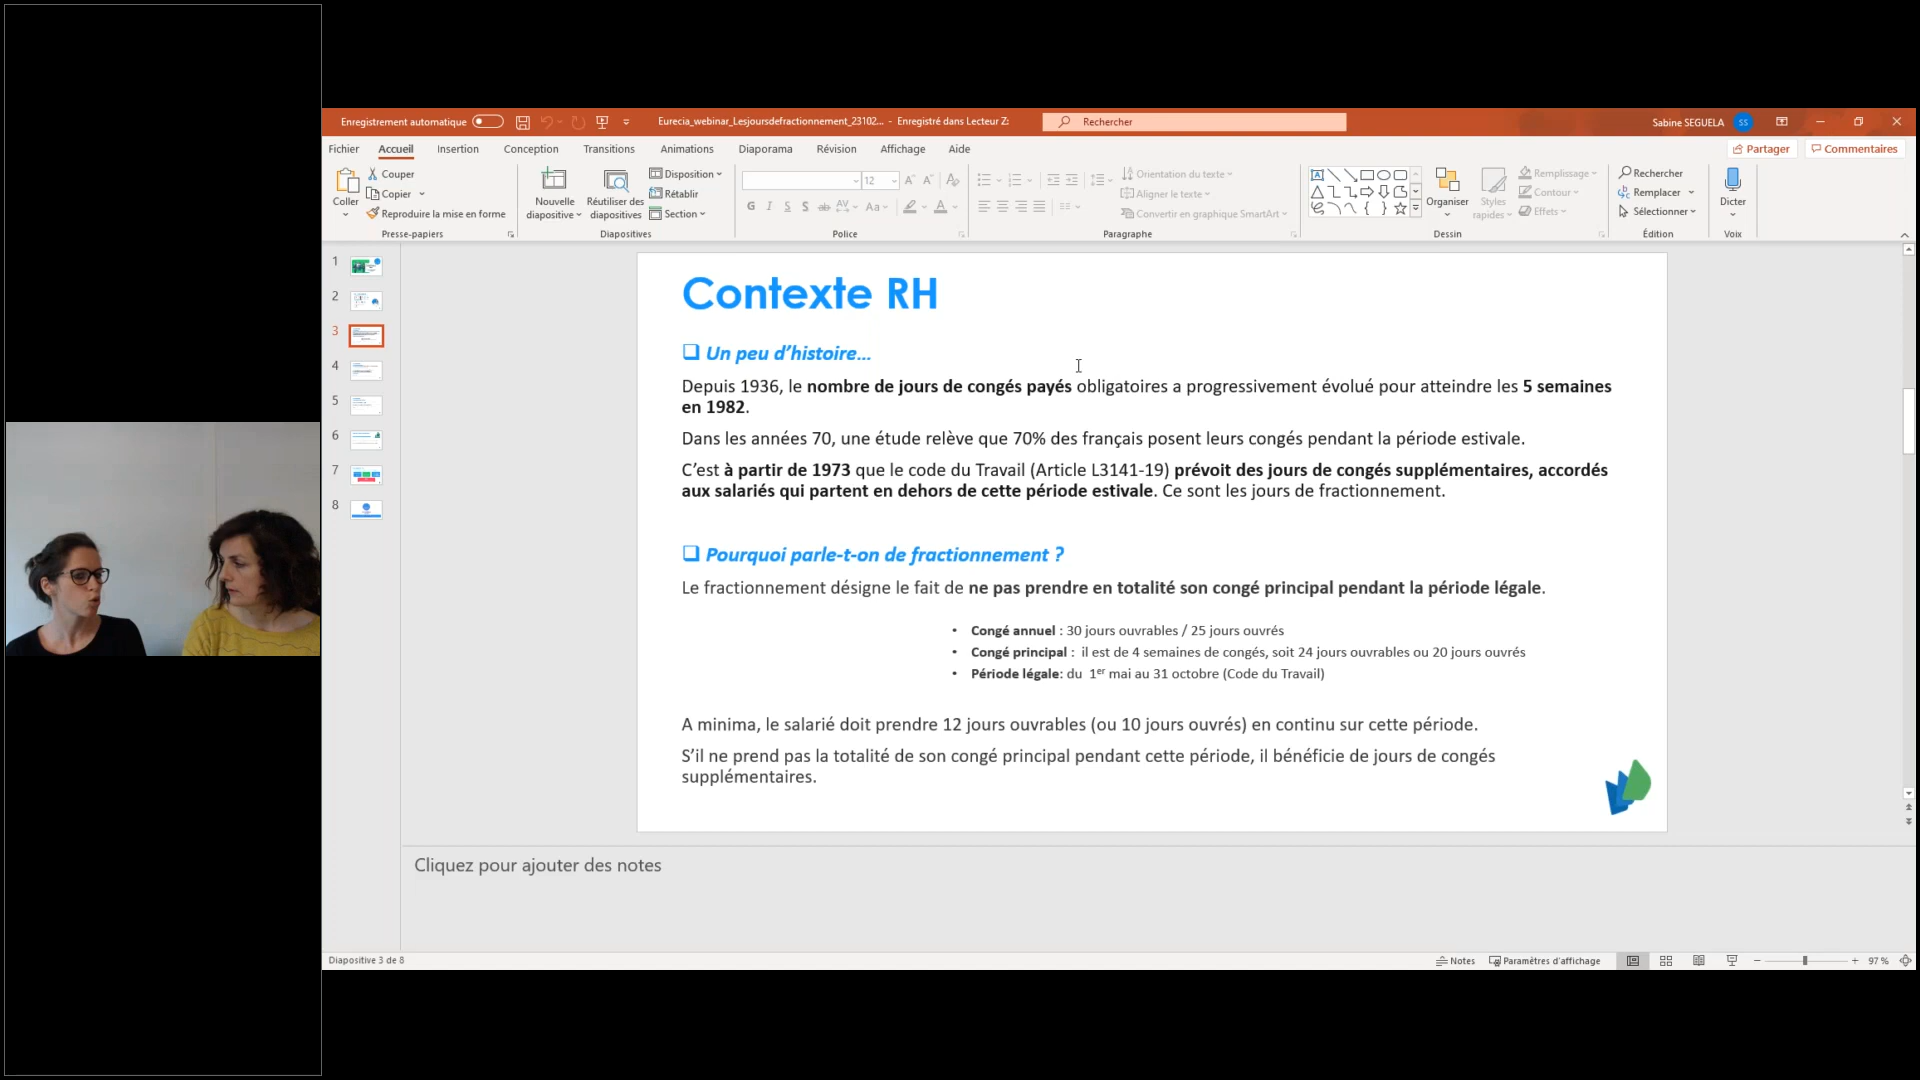 Enregistrement automatique
Eurecia_webinar_Lesjoursdefractionnement_23102... - Enregistré dans Lecteur Z:
Rechercher
Sabine SEGUELA
SS
Fichier Accueil Insertion Conception Transitions Animations Diaporama Révision Affichage Aide
Partager
Commentaires
Coller
Couper
Copier
Reproduire la mise en forme
Presse-papiers
Nouvelle diapositive
Réutiliser des diapositives
Disposition
Rétablir
Section
Diapositives
12
G I S S ab AV Aa A
Police
Orientation du texte
Aligner le texte
Convertir en graphique SmartArt
Paragraphe
Organiser
Styles rapides
Remplissage
Contour
Effets
Dessin
Rechercher
Remplacer
Sélectionner
Édition
Dicter
Voix
1
2
3
4
5
6
7
8
Contexte RH
Un peu d’histoire…
Depuis 1936, le nombre de jours de congés payés obligatoires a progressivement évolué pour atteindre les 5 semaines
en 1982.
Dans les années 70, une étude relève que 70% des français posent leurs congés pendant la période estivale.
C’est à partir de 1973 que le code du Travail (Article L3141-19) prévoit des jours de congés supplémentaires, accordés
aux salariés qui partent en dehors de cette période estivale. Ce sont les jours de fractionnement.
Pourquoi parle-t-on de fractionnement ?
Le fractionnement désigne le fait de ne pas prendre en totalité son congé principal pendant la période légale.
• Congé annuel : 30 jours ouvrables / 25 jours ouvrés
• Congé principal : il est de 4 semaines de congés, soit 24 jours ouvrables ou 20 jours ouvrés
• Période légale: du 1er mai au 31 octobre (Code du Travail)
A minima, le salarié doit prendre 12 jours ouvrables (ou 10 jours ouvrés) en continu sur cette période.
S’il ne prend pas la totalité de son congé principal pendant cette période, il bénéficie de jours de congés
supplémentaires.
Cliquez pour ajouter des notes
Diapositive 3 de 8
Notes
Paramètres d'affichage
97 %